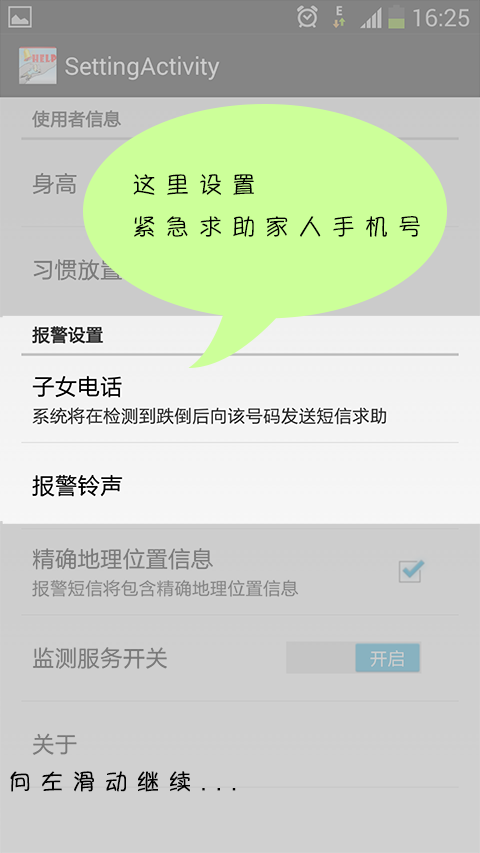 E
16:25
HELP
SettingActivity
使用者信息
身高
这里设置
紧急求助家人手机号
习惯放置
报警设置
子女电话
系统将在检测到跌倒后向该号码发送短信求助
报警铃声
精确地理位置信息
报警短信将包含精确地理位置信息
监测服务开关
开启
关于
向左滑动继续...